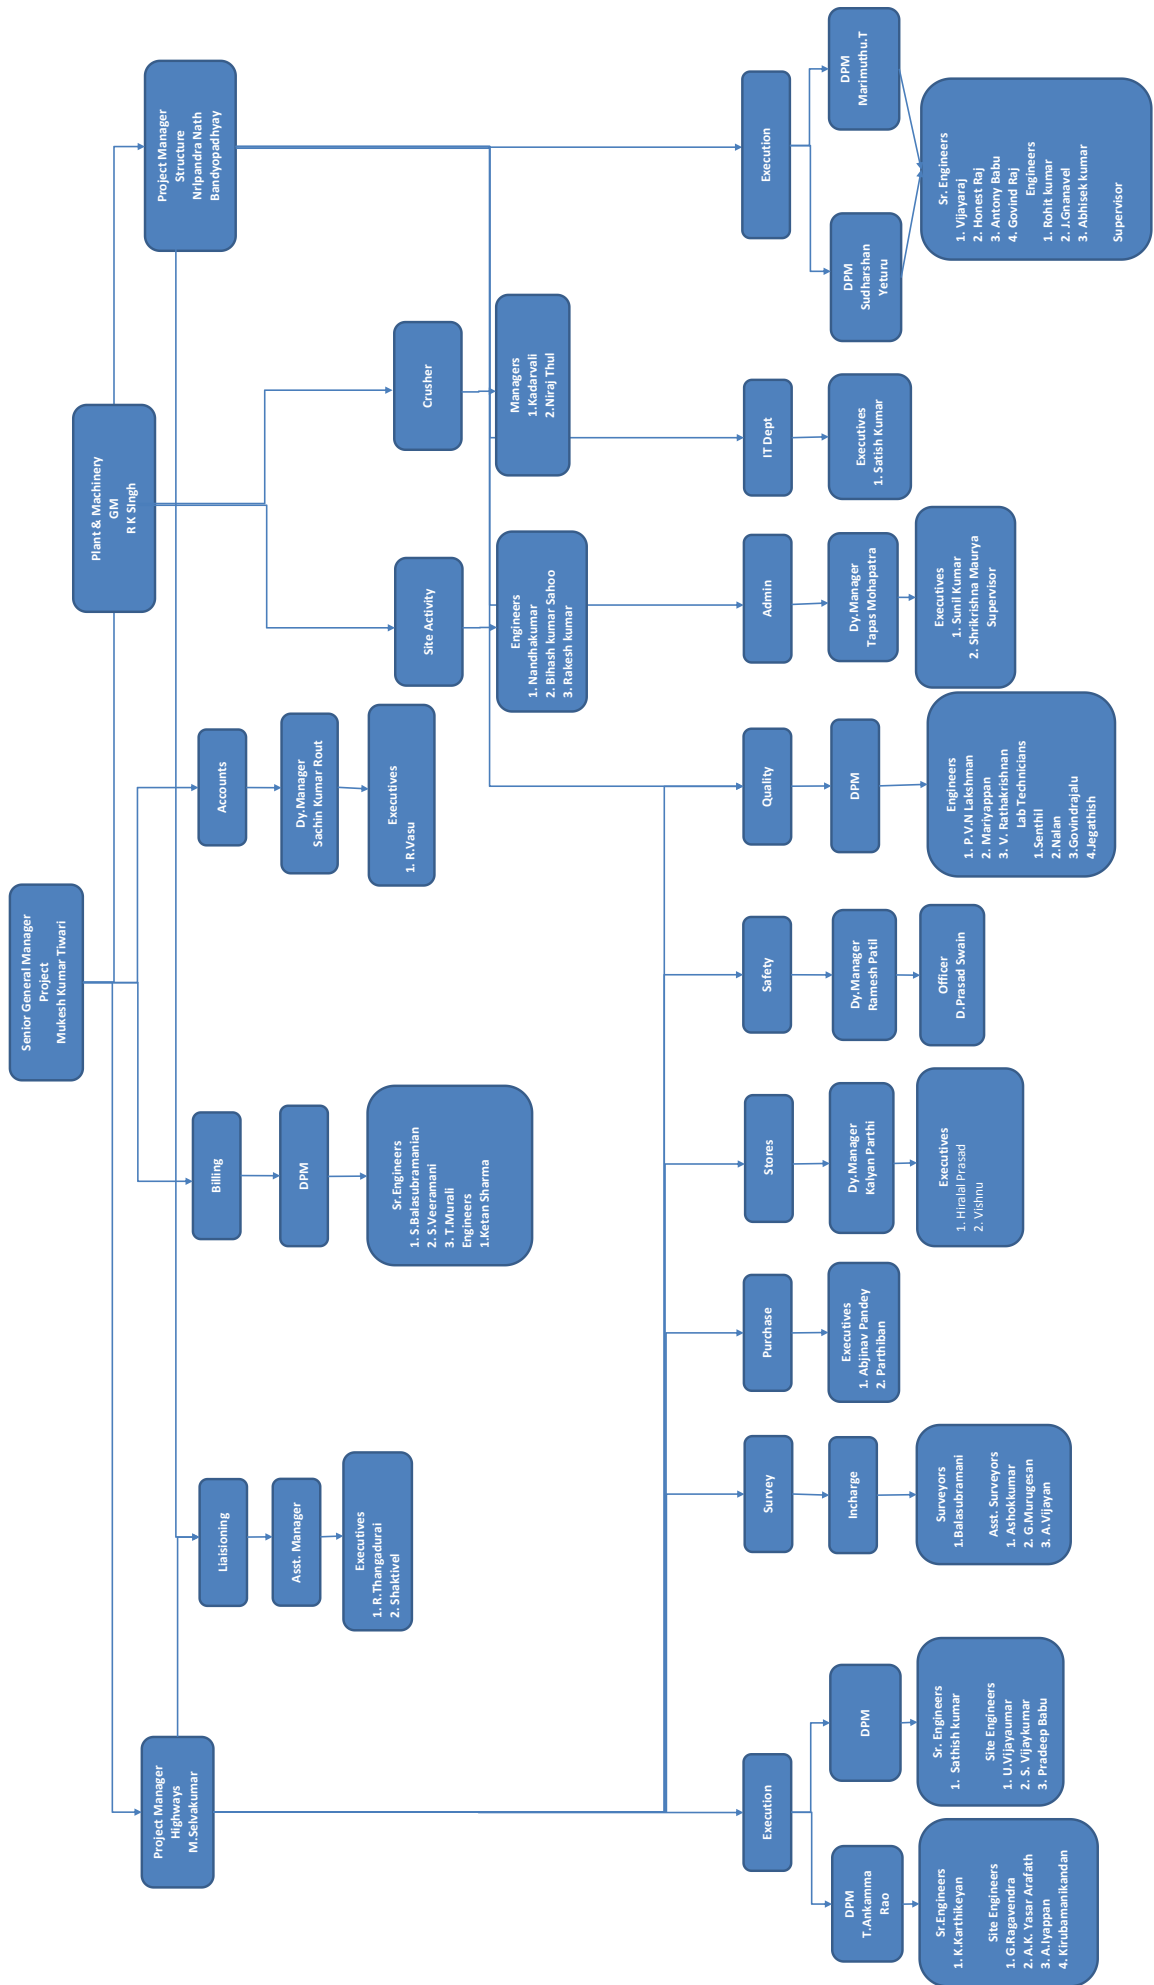 Senior General Manager
Project
Mukesh Kumar Tiwari
Plant & Machinery
GM
R K SIngh
Project Manager
Highways
M.Selvakumar
Project Manager
Structure
Nripandra Nath
Bandyopadhyay
Liaisioning
Asst. Manager
Executives
1. R.Thangadurai
2. Shaktivel
Billing
DPM
Sr.Engineers
1. S.Balasubramanian
2. S.Veeramani
3. T.Murali
Engineers
1.Ketan Sharma
Accounts
Dy.Manager
Sachin Kumar Rout
Executives
1. R.Vasu
Site Activity
Engineers
1. Nandhakumar
2. Bihash kumar Sahoo
3. Rakesh kumar
Crusher
Managers
1.Kadarvali
2.Niraj Thul
Execution
DPM
T.Ankamma
Rao
Sr.Engineers
1. K.Karthikeyan
Site Engineers
1. G.Ragavendra
2. A.K. Yasar Arafath
3. A.Iyappan
4. Kirubamanikandan
DPM
Sr. Engineers
1. Sathish kumar
Site Engineers
1. U.Vijayaumar
2. S. Vijaykumar
3. Pradeep Babu
Survey
Incharge
Surveyors
1.Balasubramani
Asst. Surveyors
1. Ashokkumar
2. G.Murugesan
3. A.Vijayan
Purchase
Executives
1. Abjinav Pandey
2. Parthiban
Stores
Dy.Manager
Kalyan Parthi
Executives
1. Hiralal Prasad
2. Vishnu
Safety
Dy.Manager
Ramesh Patil
Officer
D.Prasad Swain
Quality
DPM
Engineers
1. P.V.N Lakshman
2. Mariyappan
3. V. Rathakrishnan
Lab Technicians
1.Senthil
2.Nalan
3.Govindrajalu
4.Jegathish
Admin
Dy.Manager
Tapas Mohapatra
Executives
1. Sunil Kumar
2. Shrikrishna Maurya
Supervisor
IT Dept
Executives
1. Satish Kumar
Execution
DPM
Sudharshan
Yeturu
DPM
Marimuthu.T
Sr. Engineers
1. Vijayaraj
2. Honest Raj
3. Antony Babu
4. Govind Raj
Engineers
1. Rohit kumar
2. J.Gnanavel
3. Abhisek kumar
Supervisor